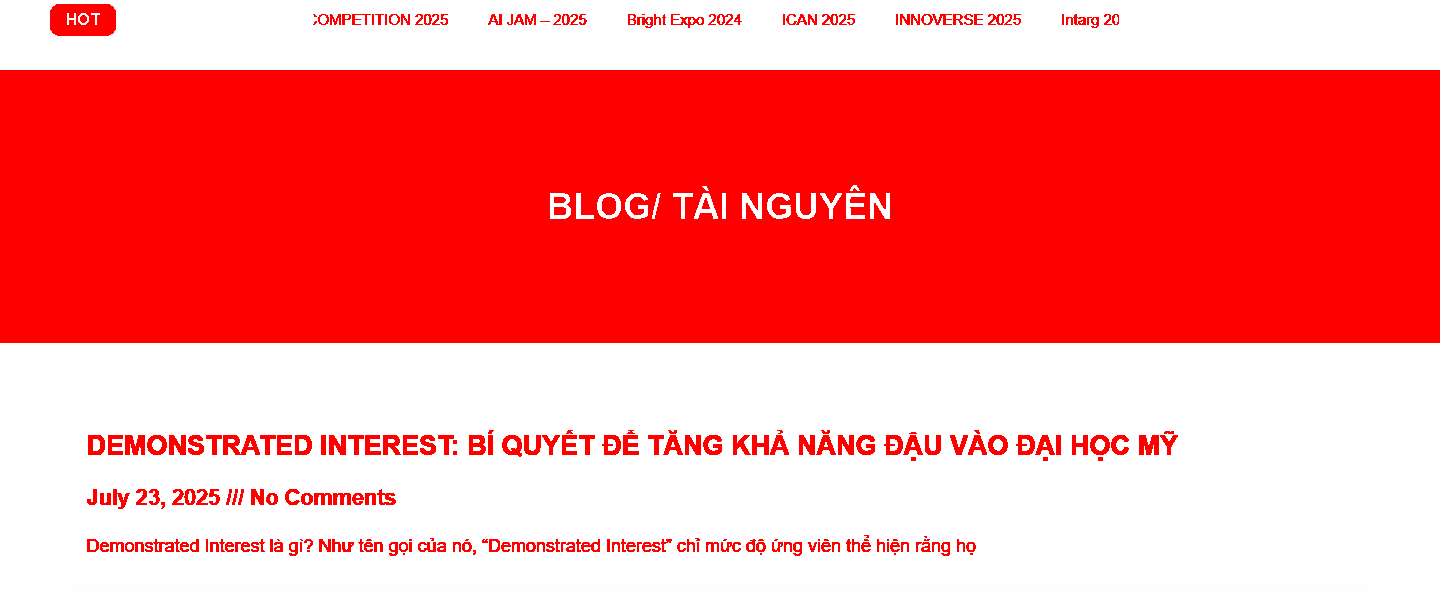 HOT
COMPETITION 2025 AI JAM – 2025 Bright Expo 2024 ICAN 2025 INNOVERSE 2025 Intarg 20
BLOG/ TÀI NGUYÊN
DEMONSTRATED INTEREST: BÍ QUYẾT ĐỂ TĂNG KHẢ NĂNG ĐẬU VÀO ĐẠI HỌC MỸ
July 23, 2025 /// No Comments
Demonstrated Interest là gì? Như tên gọi của nó, “Demonstrated Interest” chỉ mức độ ứng viên thể hiện rằng họ